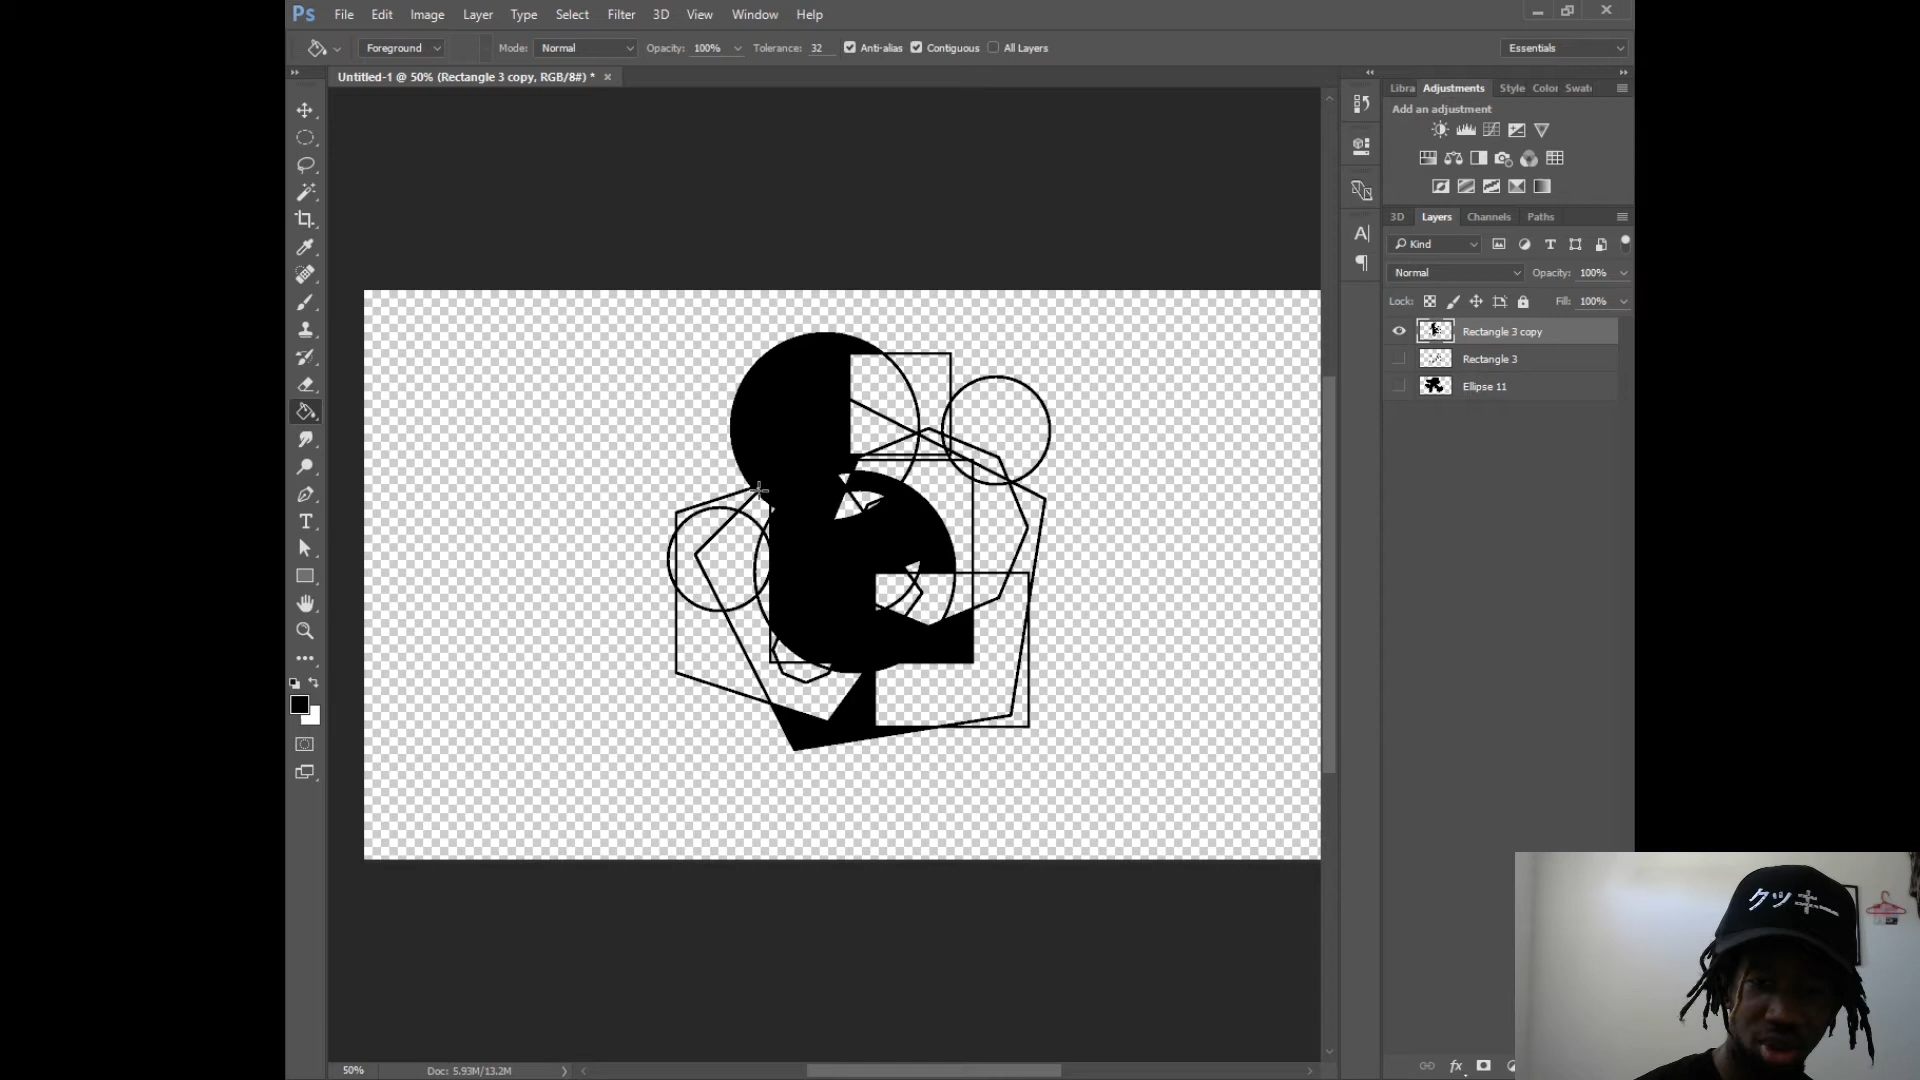 Ps File Edit Image Layer Type Select Filter 3D View Window Help
Foreground Mode: Normal Opacity: 100% Tolerance: 32 Anti-alias Contiguous All Layers Essentials
Untitled-1 @ 50% (Rectangle 3 copy, RGB/8#) * ×
Libra Adjustments Style Color Swatc
Add an adjustment
3D Layers Channels Paths
Kind
Normal Opacity: 100%
Lock: Fill: 100%
Rectangle 3 copy
Rectangle 3
Ellipse 11
50% Doc: 5.93M/13.2M
fx
クッキー